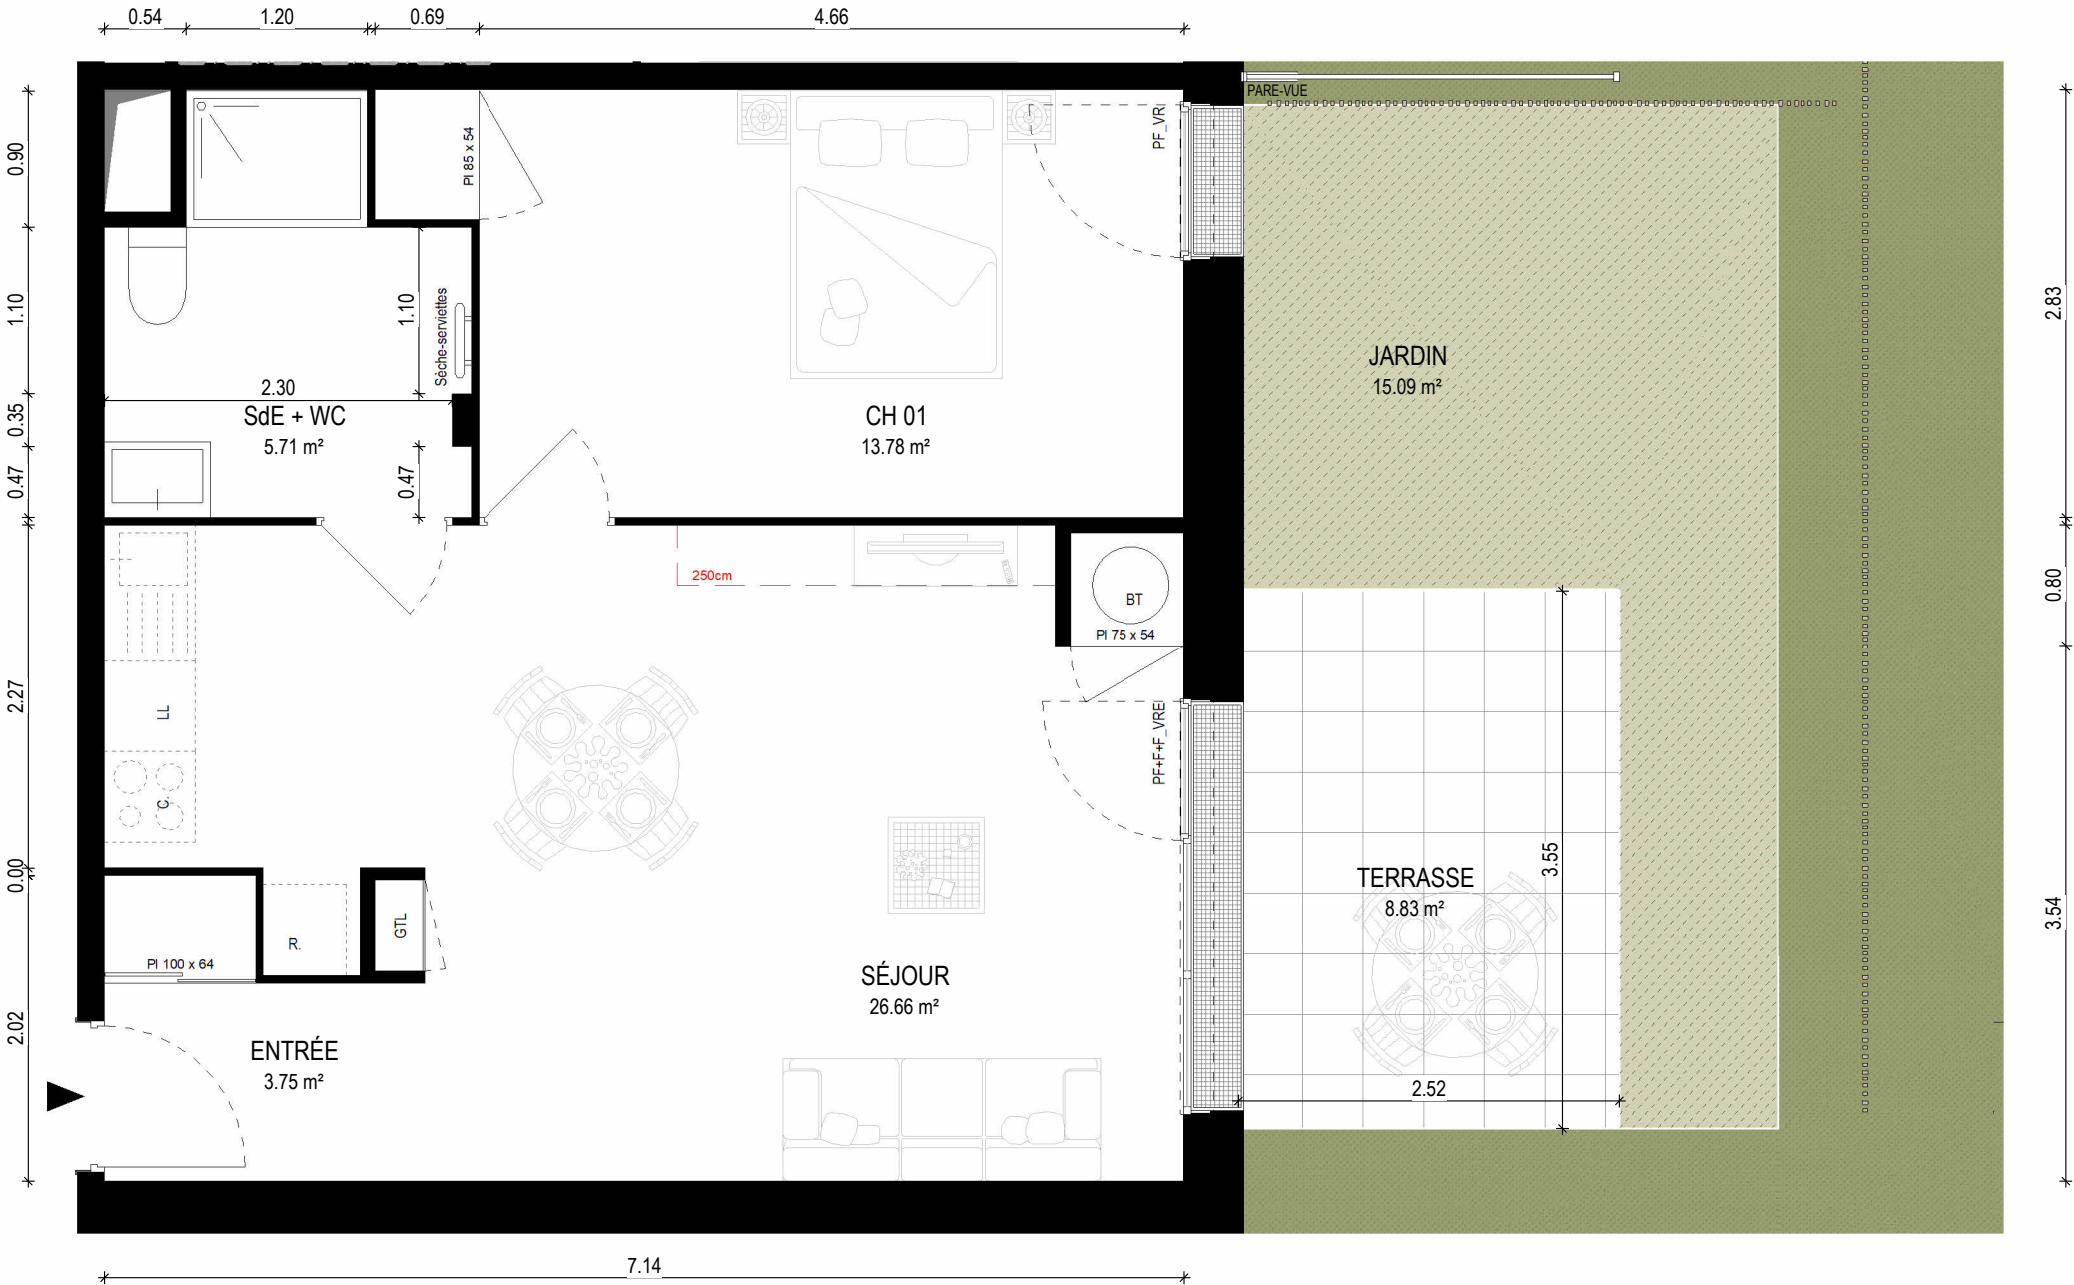 0.54
1.20
0.69
4.66
PARE-VUE
PF_VR
PI 85 x 54
0.90
1.10
0.35
0.47
2.27
0.00
2.02
1.10
Sèche-serviettes
2.30
SdE + WC
5.71 m²
0.47
CH 01
13.78 m²
JARDIN
15.09 m²
2.83
0.80
3.54
250cm
BT
PI 75 x 54
LL
C.
PF+F+F_VRE
3.55
TERRASSE
8.83 m²
2.52
GTL
R.
PI 100 x 64
SÉJOUR
26.66 m²
ENTRÉE
3.75 m²
7.14